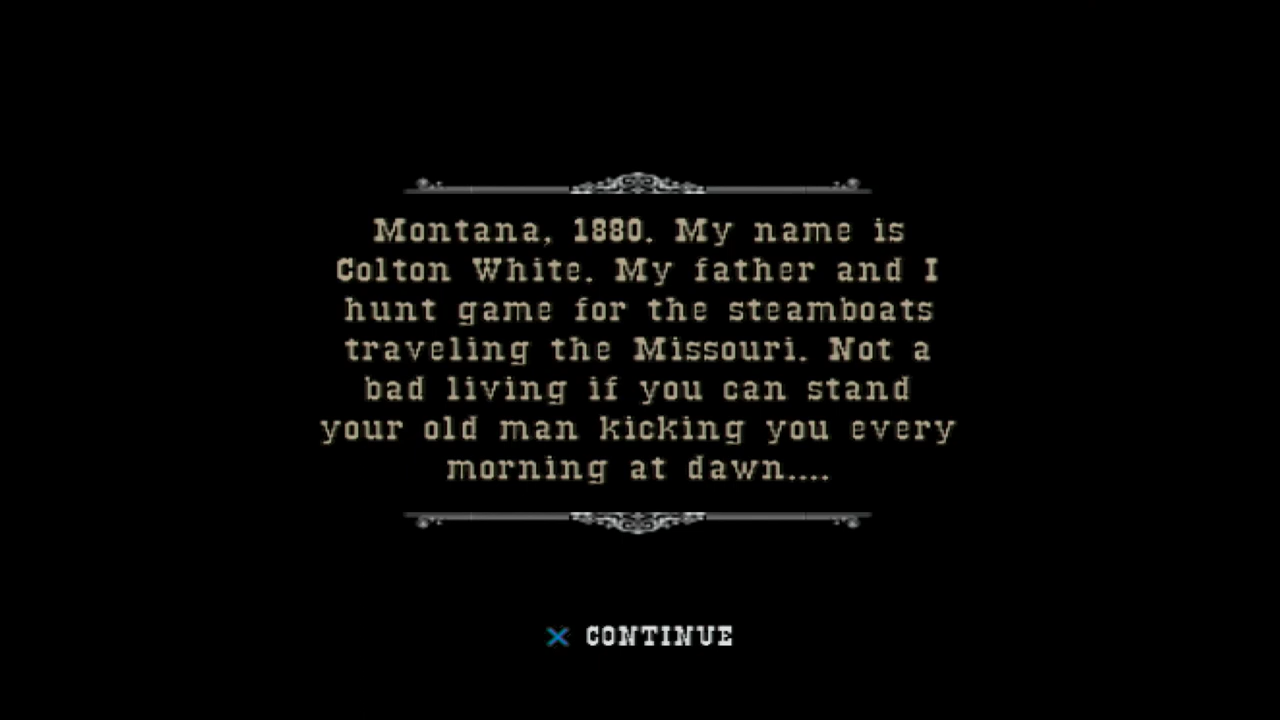 Montana, 1880. My name is
Colton White. My father and I
hunt game for the steamboats
traveling the Missouri. Not a
bad living if you can stand
your old man kicking you every
morning at dawn....
CONTINUE